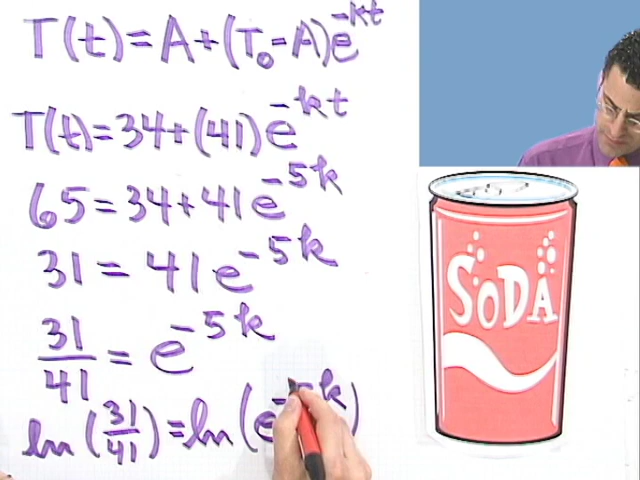 T(t) = A + (T₀ - A)e^-kt
T(t) = 34 + (41)e^-kt
65 = 34 + 41e^-5k
31 = 41e^-5k
31/41 = e^-5k
ln(31/41) = ln(e^-5k)
SODA